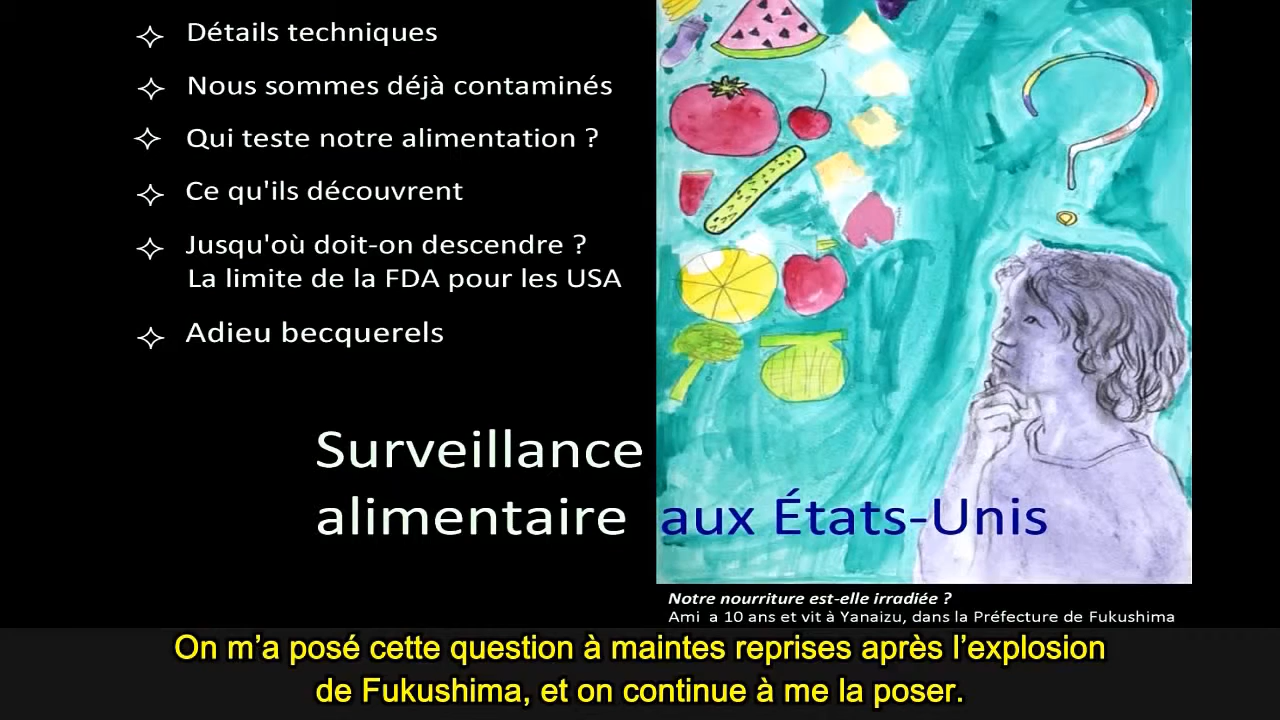 Détails techniques
Nous sommes déjà contaminés
Qui teste notre alimentation ?
Ce qu'ils découvrent
Jusqu'où doit-on descendre ?
La limite de la FDA pour les USA
Adieu becquerels
Surveillance
alimentaire aux États-Unis
Notre nourriture est-elle irradiée ?
Ami a 10 ans et vit à Yanaizu, dans la Préfecture de Fukushima
On m’a posé cette question à maintes reprises après l’explosion
de Fukushima, et on continue à me la poser.